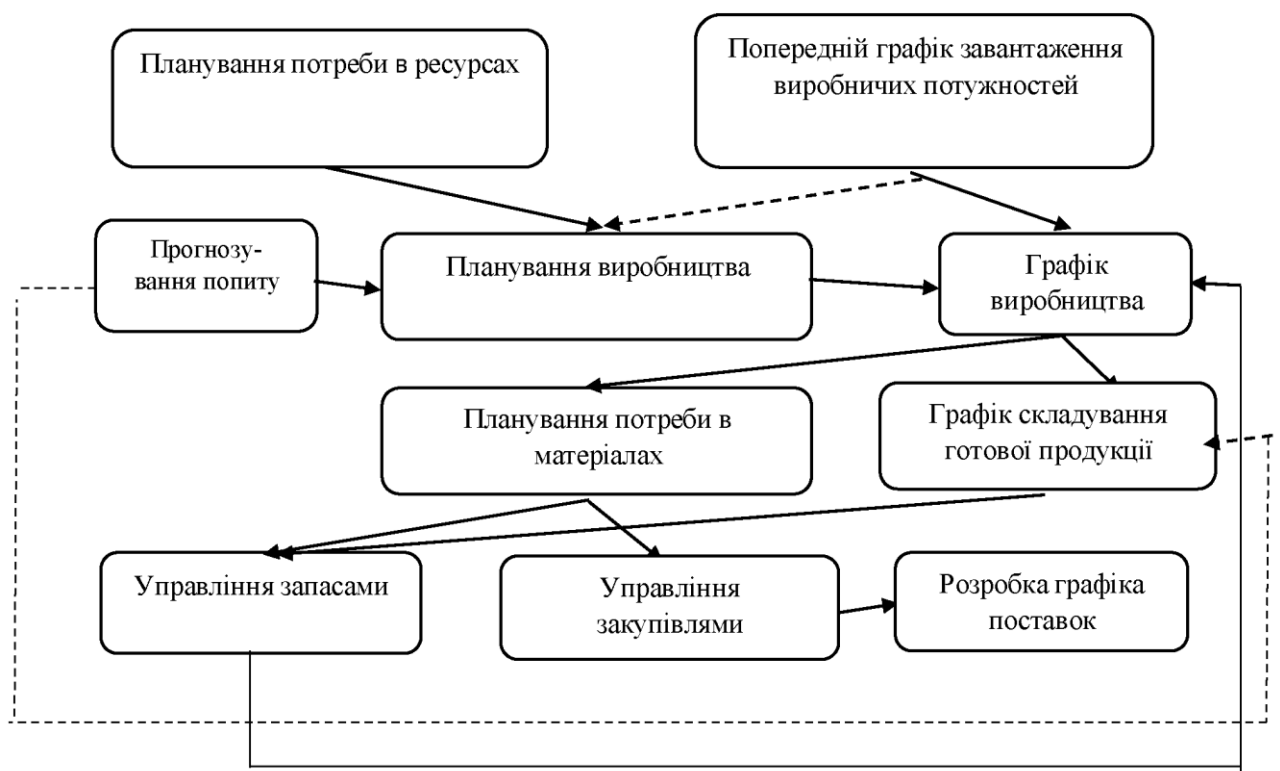 Планування потреби в ресурсах
Попередній графік завантаження
виробничих потужностей
Прогнозу-
вання попиту
Планування виробництва
Графік
виробництва
Планування потреби в
матеріалах
Графік складування
готової продукції
Управління запасами
Управління
закупівлями
Розробка графіка
поставок